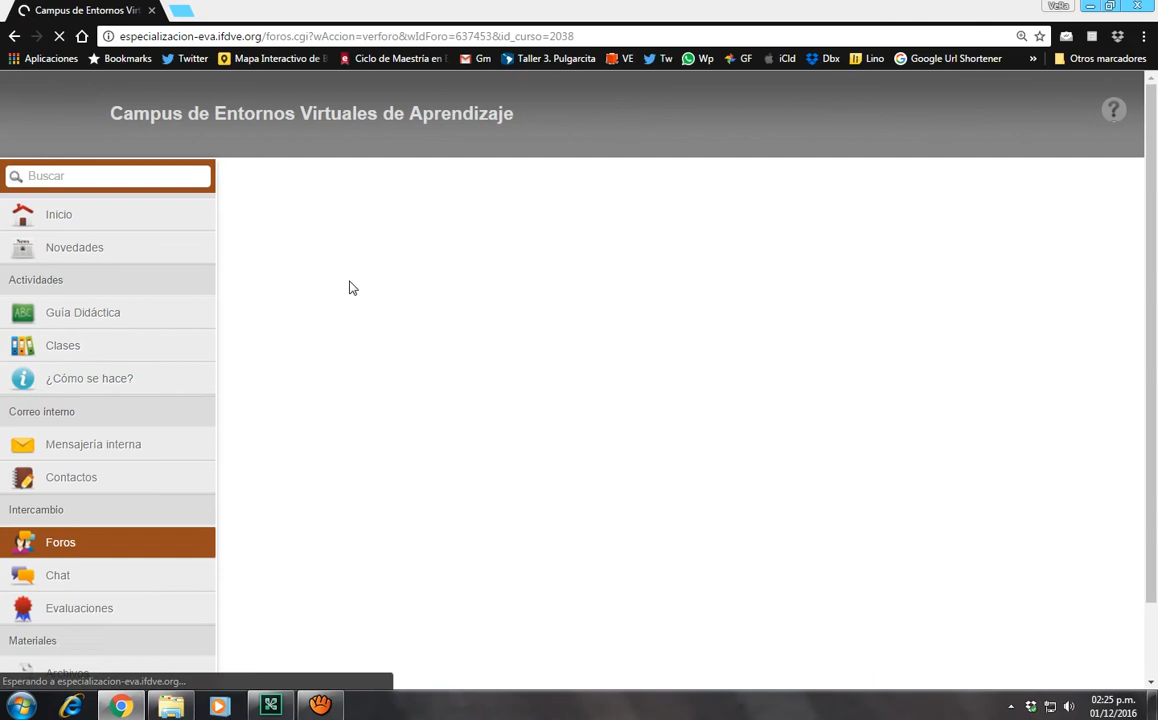 Campus de Entornos Virt
VeRa
especializacion-eva.ifdve.org/foros.cgi?wAccion=verforo&wIdForo=637453&id_curso=2038
Aplicaciones Bookmarks Twitter Mapa Interactivo de Ciclo de Maestría en Gm Taller 3. Pulgarcita VE Tw Wp GF iCld Dbx Lino Google Url Shortener » Otros marcadores
Campus de Entornos Virtuales de Aprendizaje
?
Buscar
Inicio
News
Novedades
Actividades
ABC
Guía Didáctica
Clases
¿Cómo se hace?
Correo interno
Mensajería interna
Contactos
Intercambio
Foros
Chat
Evaluaciones
Materiales
Archivos
Esperando a especializacion-eva.ifdve.org...
02:25 p.m.
01/12/2016